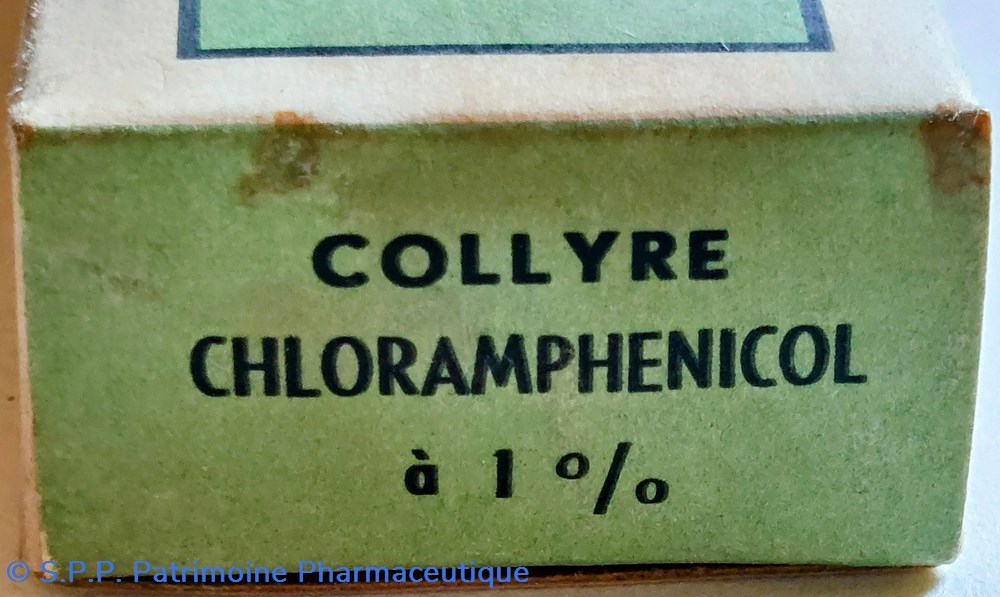 COLLYRE
CHLORAMPHENICOL
à 1 %
© S.P.P. Patrimoine Pharmaceutique